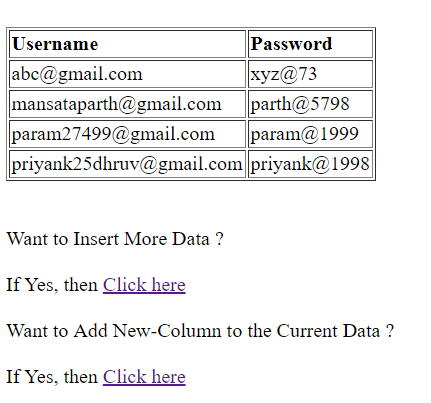 Username Password
abc@gmail.com xyz@73
mansataparth@gmail.com parth@5798
param27499@gmail.com param@1999
priyank25dhruv@gmail.com priyank@1998
Want to Insert More Data ?
If Yes, then Click here
Want to Add New-Column to the Current Data ?
If Yes, then Click here